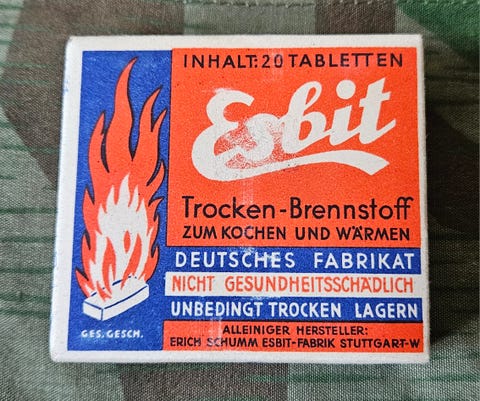 INHALT: 20 TABLETTEN
Esbit
Trocken-Brennstoff
ZUM KOCHEN UND WÄRMEN
DEUTSCHES FABRIKAT
NICHT GESUNDHEITSSCHÄDLICH
UNBEDINGT TROCKEN LAGERN
GES. GESCH.
ALLEINIGER HERSTELLER:
ERICH SCHUMM ESBIT-FABRIK STUTTGART-W